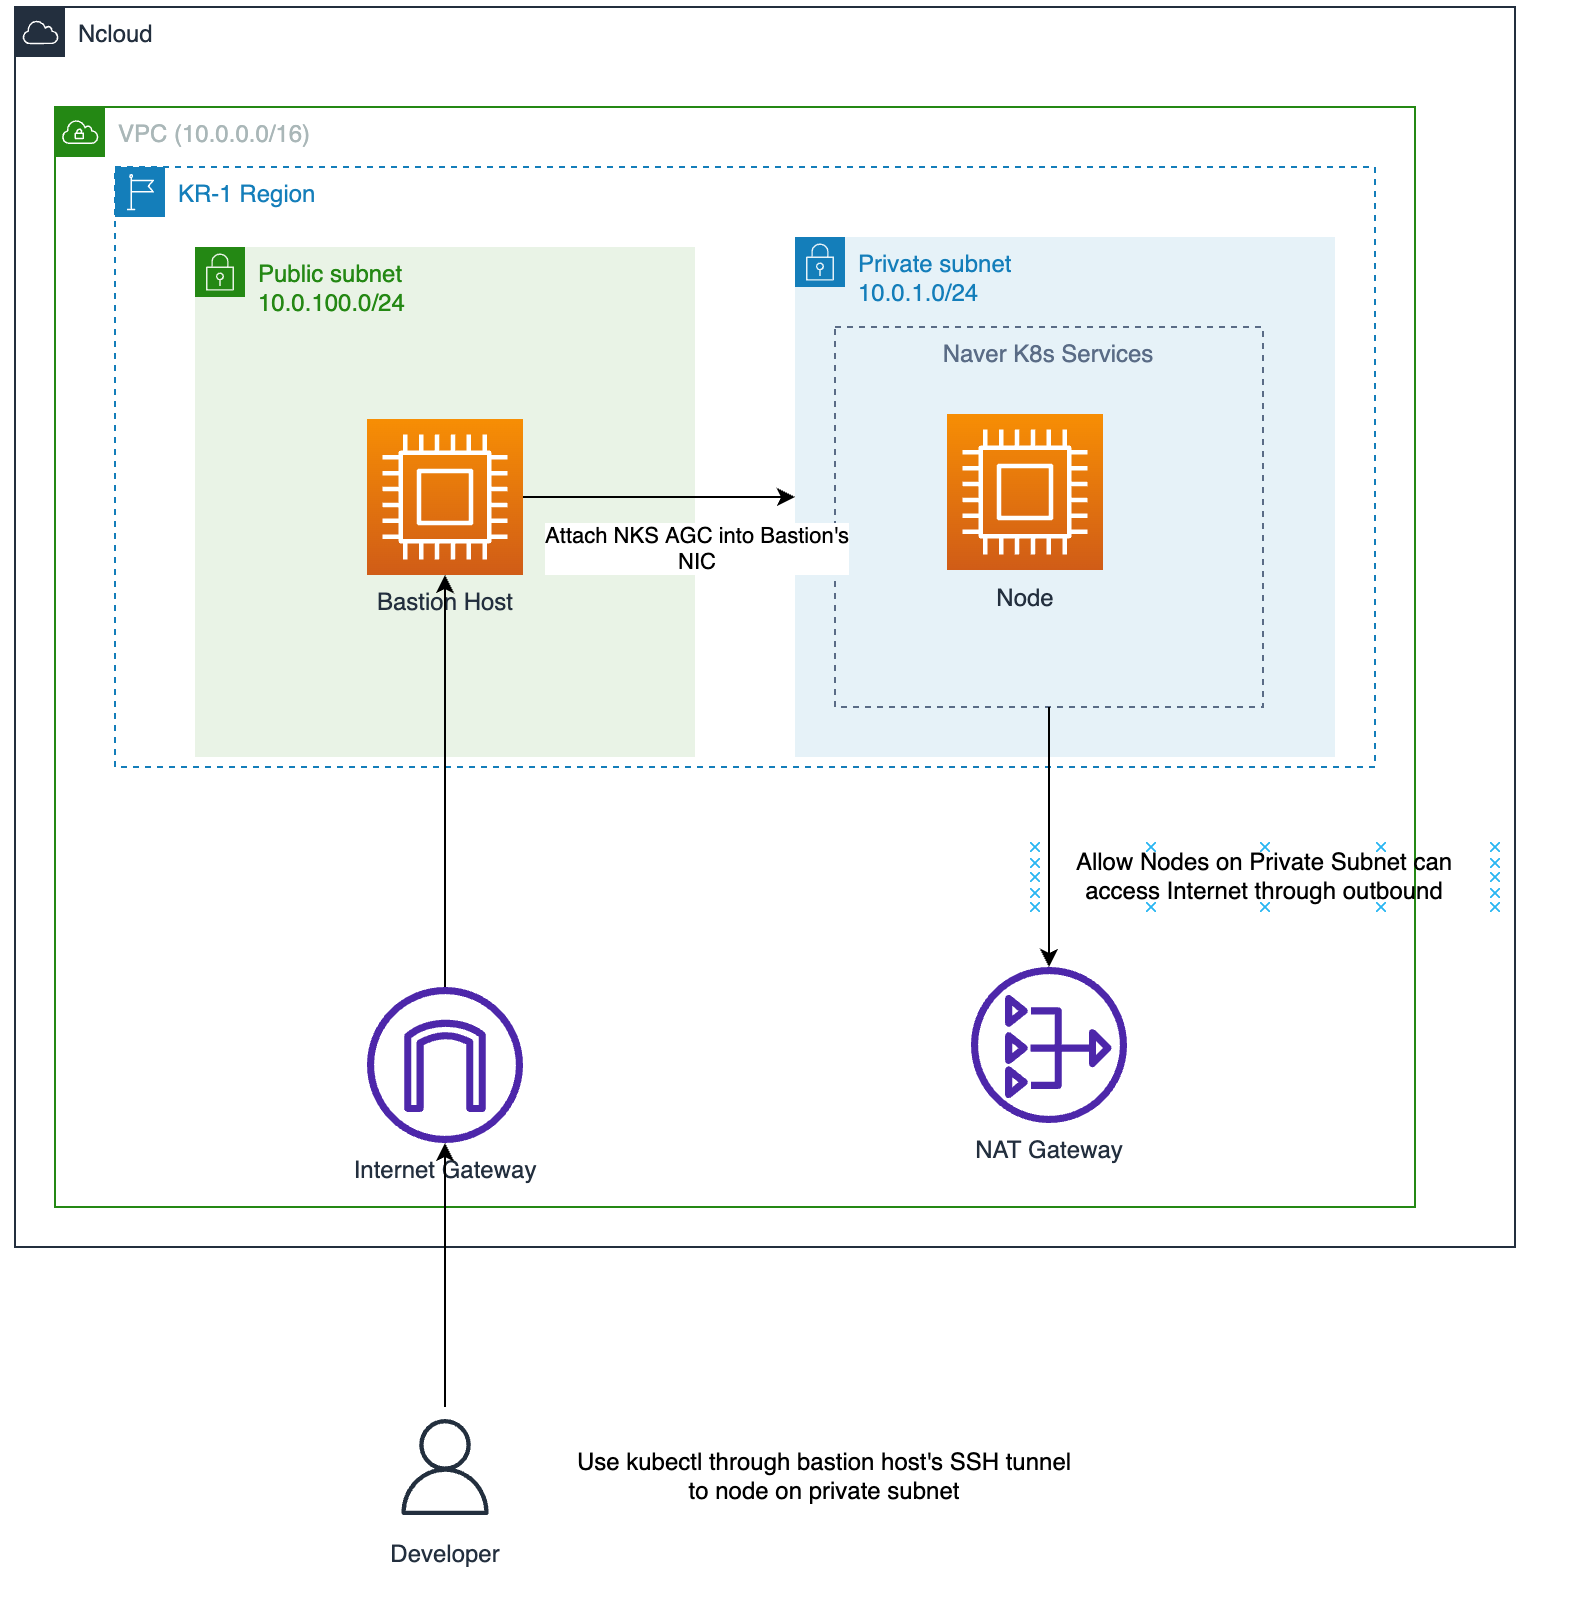 Ncloud
VPC (10.0.0.0/16)
KR-1 Region
Public subnet
10.0.100.0/24
Private subnet
10.0.1.0/24
Naver K8s Services
Attach NKS AGC into Bastion's
NIC
Bastion Host
Node
Allow Nodes on Private Subnet can
access Internet through outbound
Internet Gateway
NAT Gateway
Use kubectl through bastion host's SSH tunnel
to node on private subnet
Developer